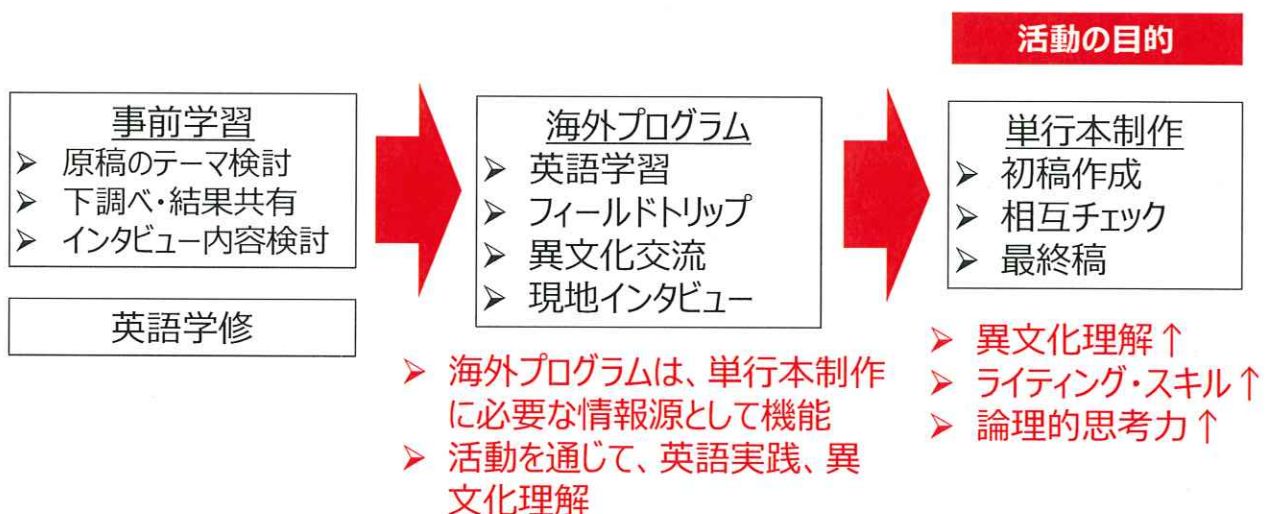 活動の目的
事前学習
➢ 原稿のテーマ検討
➢ 下調べ・結果共有
➢ インタビュー内容検討
英語学修
海外プログラム
➢ 英語学習
➢ フィールドトリップ
➢ 異文化交流
➢ 現地インタビュー
➢ 海外プログラムは、単行本制作
に必要な情報源として機能
➢ 活動を通じて、英語実践、異
文化理解
単行本制作
➢ 初稿作成
➢ 相互チェック
➢ 最終稿
➢ 異文化理解↑
➢ ライティング・スキル↑
➢ 論理的思考力↑